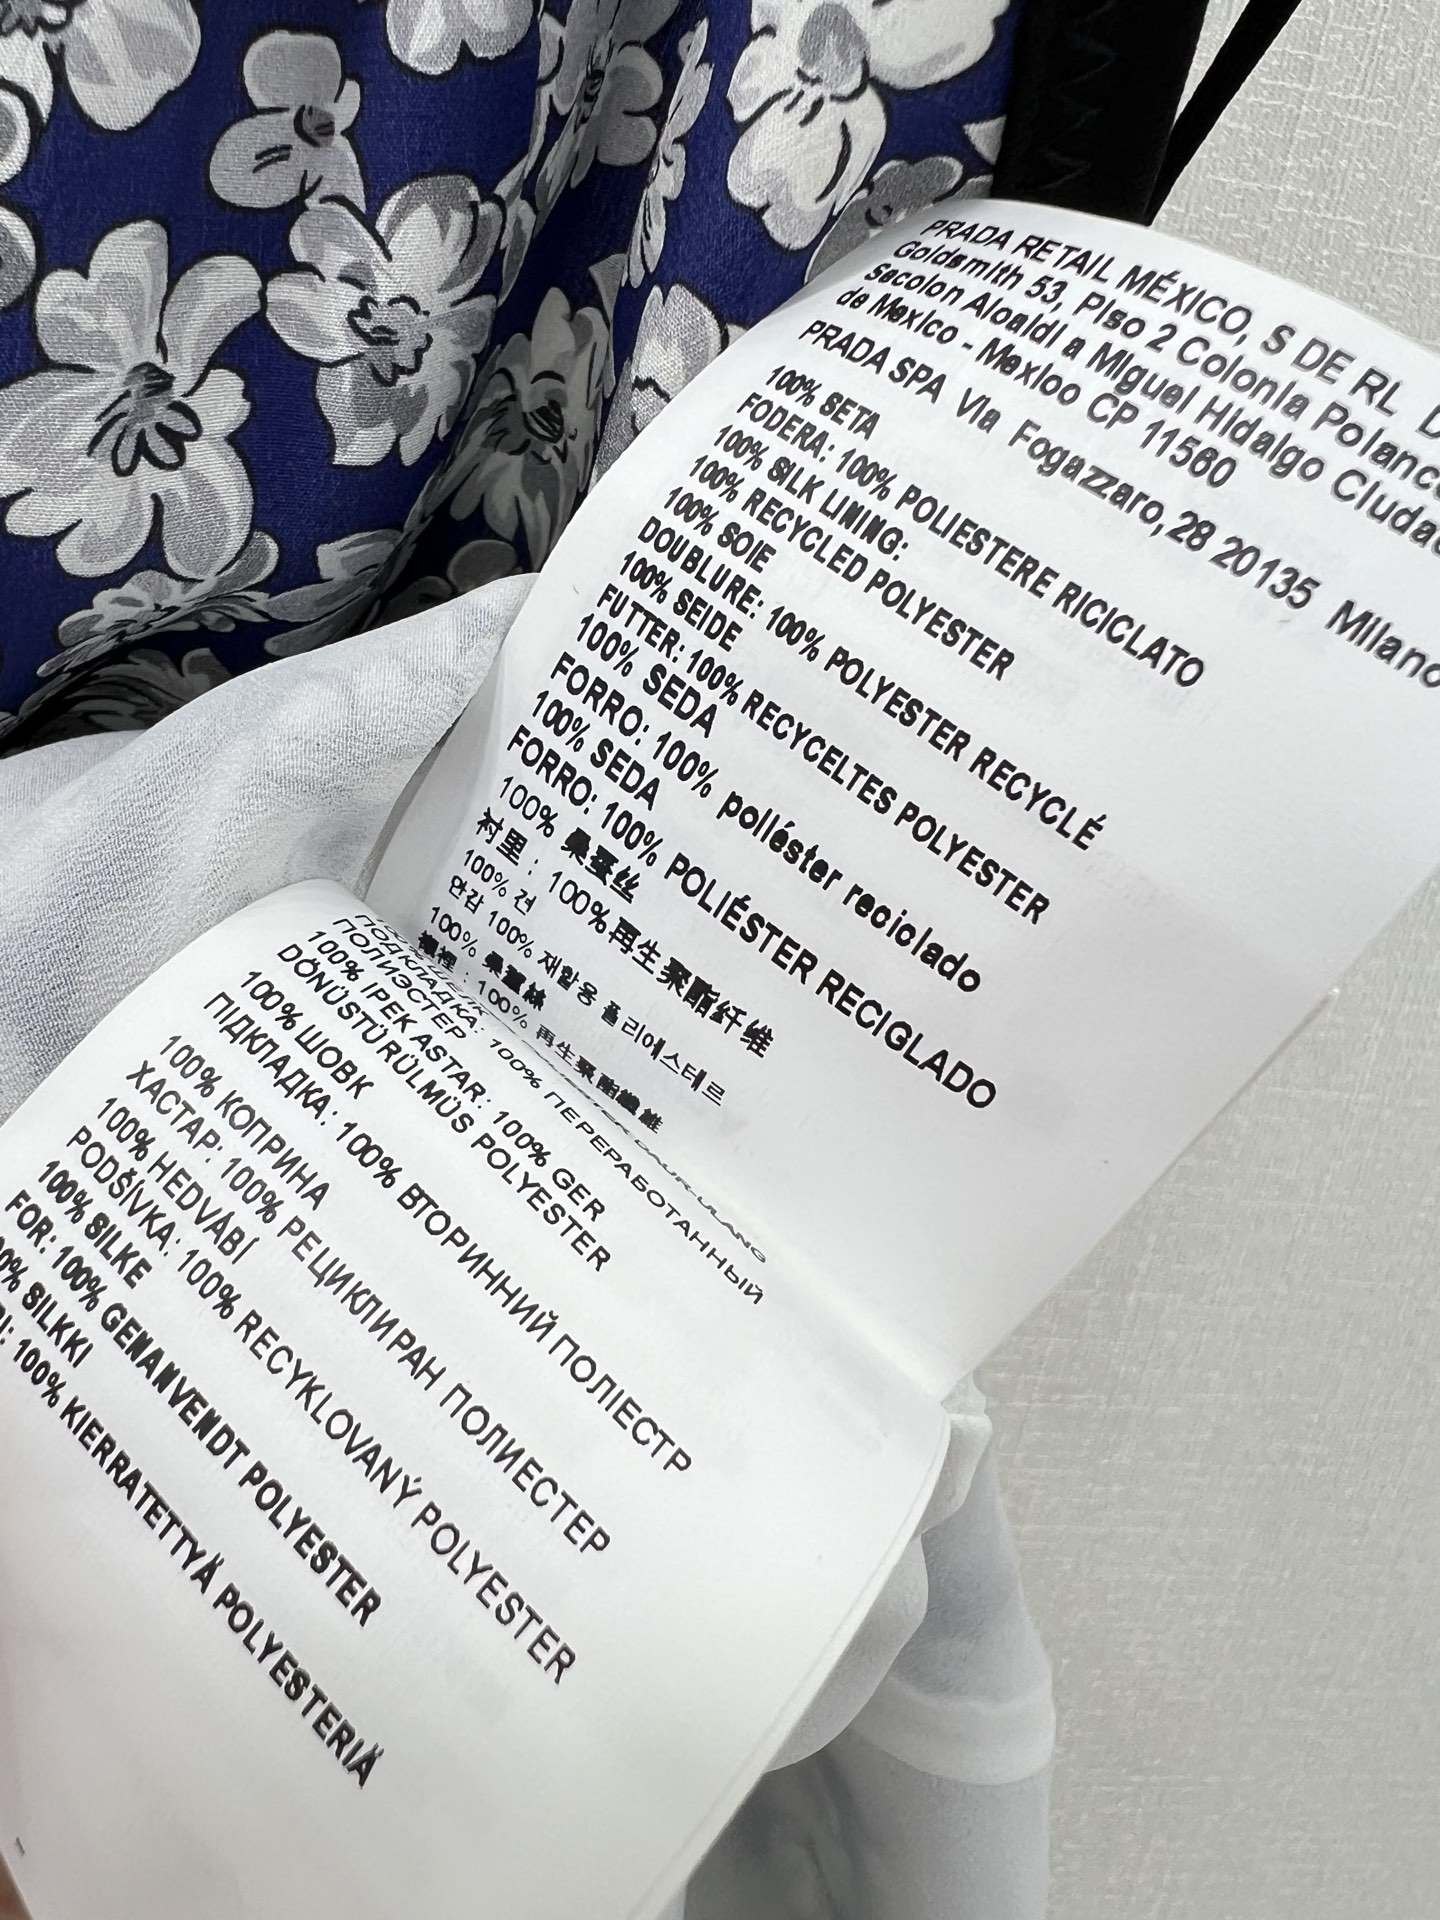 PRADA RETAIL MÉXICO, S DE RL D
Goldsmith 53, Piso 2 Colonia Polanco
Secolon Aloaldi a Miguel Hidalgo Ciudad
de Mexico - Mexloo CP 11560
PRADA SPA Via Fogazzaro, 28 20135 Milano
100% SETA
FODERA: 100% POLIESTERE RICICLATO
100% SILK LINING:
100% RECYCLED POLYESTER
100% SOIE
DOUBLURE: 100% POLYESTER RECYCLÉ
100% SEIDE
FUTTER: 100% RECYCELTES POLYESTER
100% SEDA
FORRO: 100% poliéster reciclado
100% SEDA
FORRO: 100% POLIÉSTER RECIGLADO
100% 桑蚕丝
衬里: 100%再生聚酯纤维
100% 견
안감 100% 재활용 폴리에스테르
100% 桑蠶絲
襯裡: 100% 再生聚酯纖維
ПОДКЛАДКА: 100% ПЕРЕРАБОТАННЫЙ
ПОЛИЭСТЕР
100% IPEK ASTAR: 100% GER
DÖNÜSTÜRÜLMÜS POLYESTER
100% ШОВК
ПІДКЛАДКА: 100% ВТОРИННИЙ ПОЛІЕСТР
100% КОПРИНА
ХАСТАР: 100% РЕЦИКЛИРАН ПОЛИЕСТЕР
100% HEDVÁBÍ
PODŠÍVKA: 100% RECYKLOVANÝ POLYESTER
100% SILKE
FOR: 100% GENANVENDT POLYESTER
0% SILKKI
I: 100% KIERRATETTYÄ POLYESTERIÄ